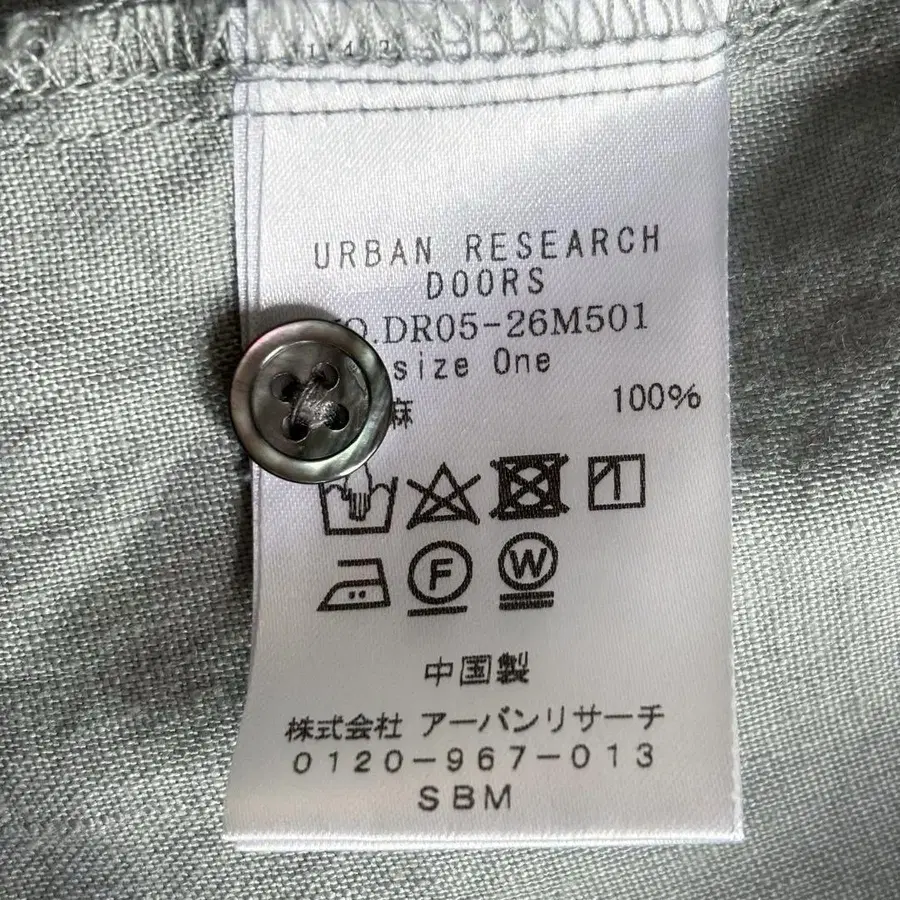 URBAN RESEARCH
DOORS
.DR05-26M501
size One
麻 100%
F W
中国製
株式会社 アーバンリサーチ
0120-967-013
SBM